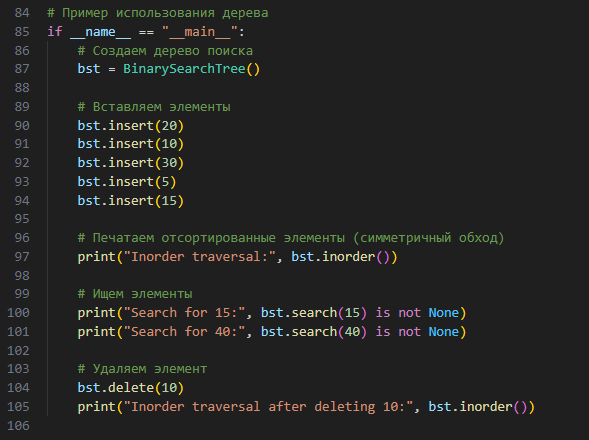 84 # Пример использования дерева
85 if __name__ == "__main__":
86     # Создаем дерево поиска
87     bst = BinarySearchTree()
88
89     # Вставляем элементы
90     bst.insert(20)
91     bst.insert(10)
92     bst.insert(30)
93     bst.insert(5)
94     bst.insert(15)
95
96     # Печатаем отсортированные элементы (симметричный обход)
97     print("Inorder traversal:", bst.inorder())
98
99     # Ищем элементы
100     print("Search for 15:", bst.search(15) is not None)
101     print("Search for 40:", bst.search(40) is not None)
102
103     # Удаляем элемент
104     bst.delete(10)
105     print("Inorder traversal after deleting 10:", bst.inorder())
106